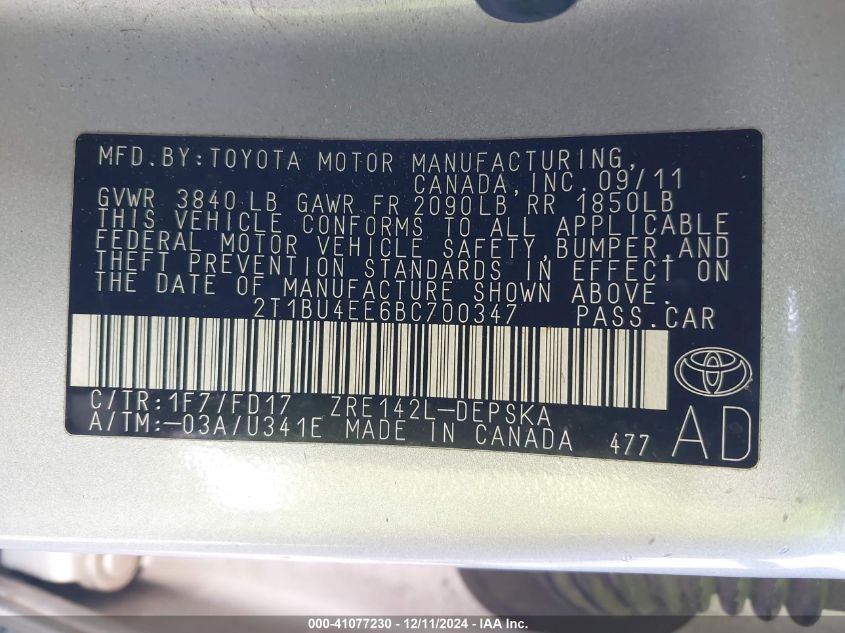 MFD.BY:TOYOTA MOTOR MANUFACTURING,
CANADA,INC.09/11
GVWR 3840 LB GAWR FR 2090LB RR 1850LB
THIS VEHICLE CONFORMS TO ALL APPLICABLE
FEDERAL MOTOR VEHICLE SAFETY,BUMPER,AND
THEFT PREVENTION STANDARDS IN EFFECT ON
THE DATE OF MANUFACTURE SHOWN ABOVE.
2T1BU4EE6BC700347 PASS.CAR
C/TR:1F7/FD17 ZRE142L-DEPSKA
A/TM:-03A/U341E MADE IN CANADA 477 AD
000-41077230 - 12/11/2024 - IAA Inc.